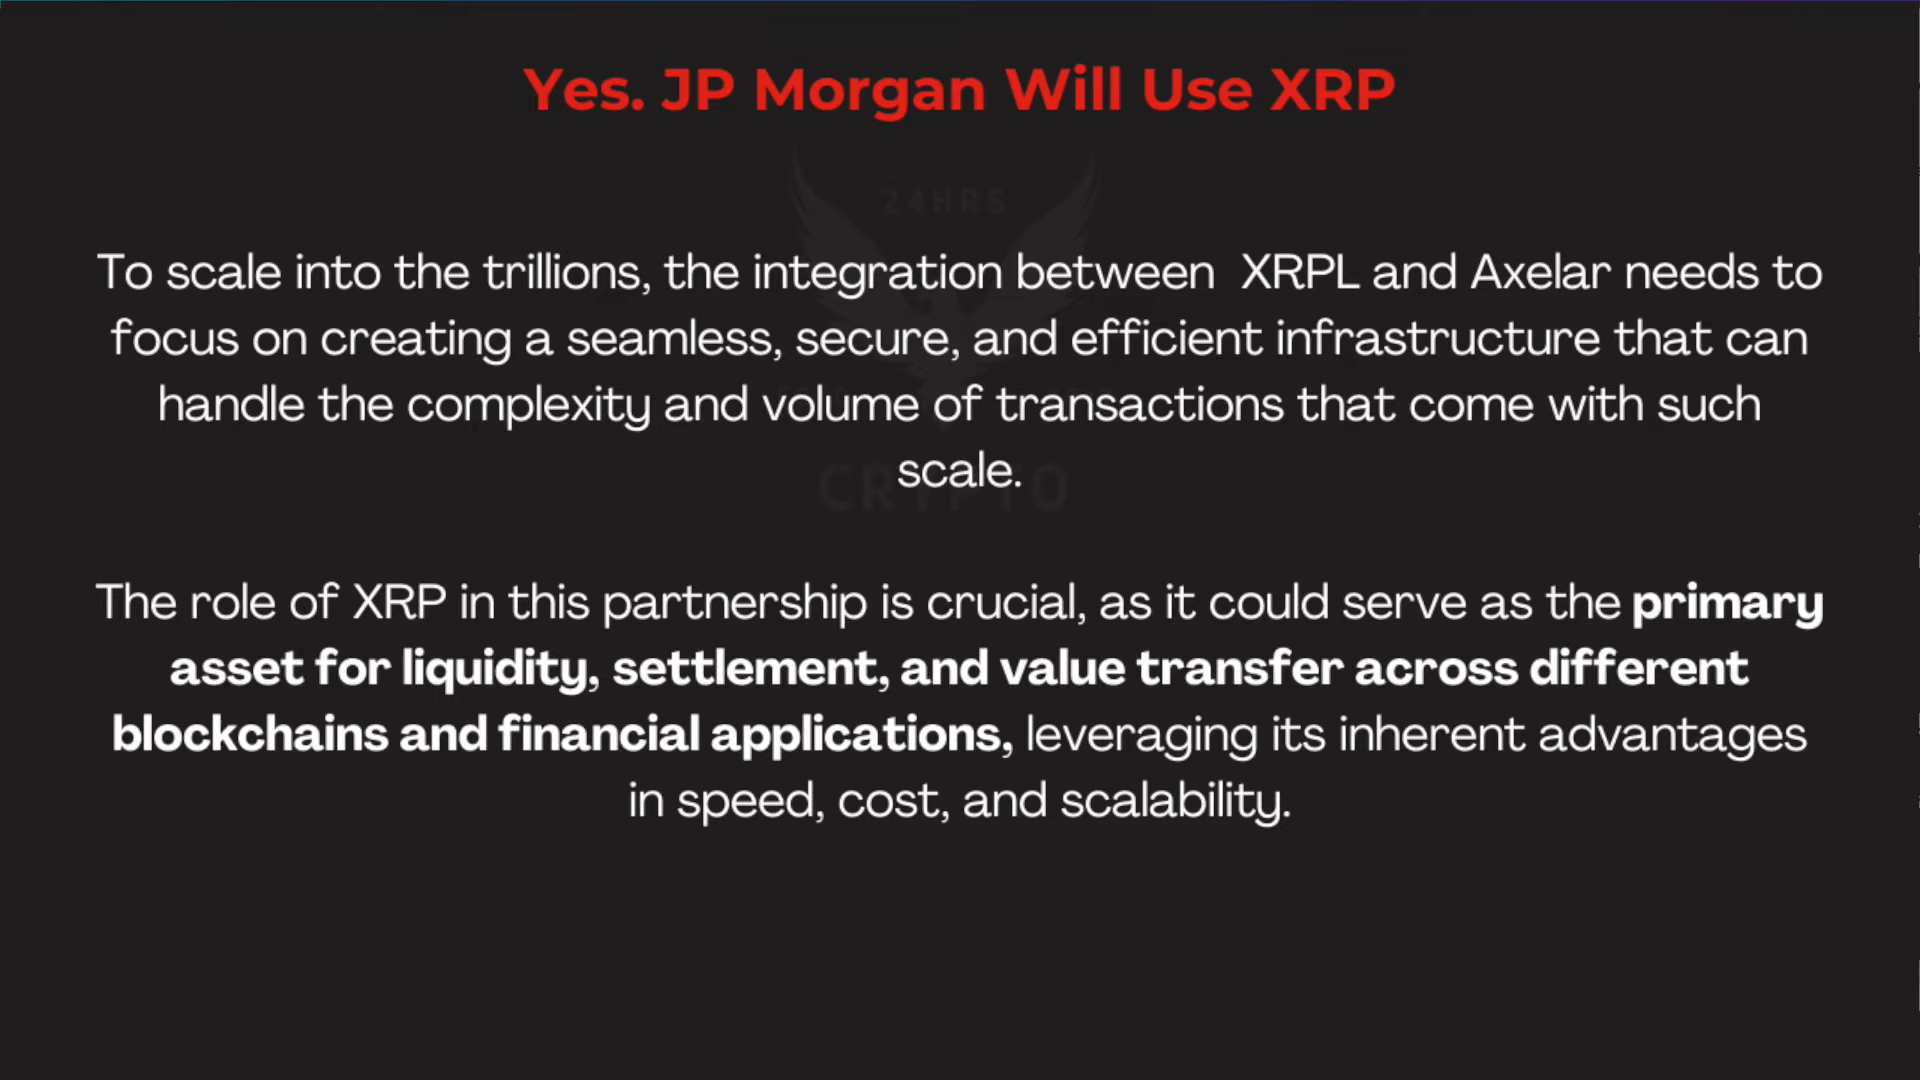 Yes. JP Morgan Will Use XRP
24HRS
To scale into the trillions, the integration between XRPL and Axelar needs to
focus on creating a seamless, secure, and efficient infrastructure that can
handle the complexity and volume of transactions that come with such
scale.
CRYPTO
The role of XRP in this partnership is crucial, as it could serve as the primary
asset for liquidity, settlement, and value transfer across different
blockchains and financial applications, leveraging its inherent advantages
in speed, cost, and scalability.